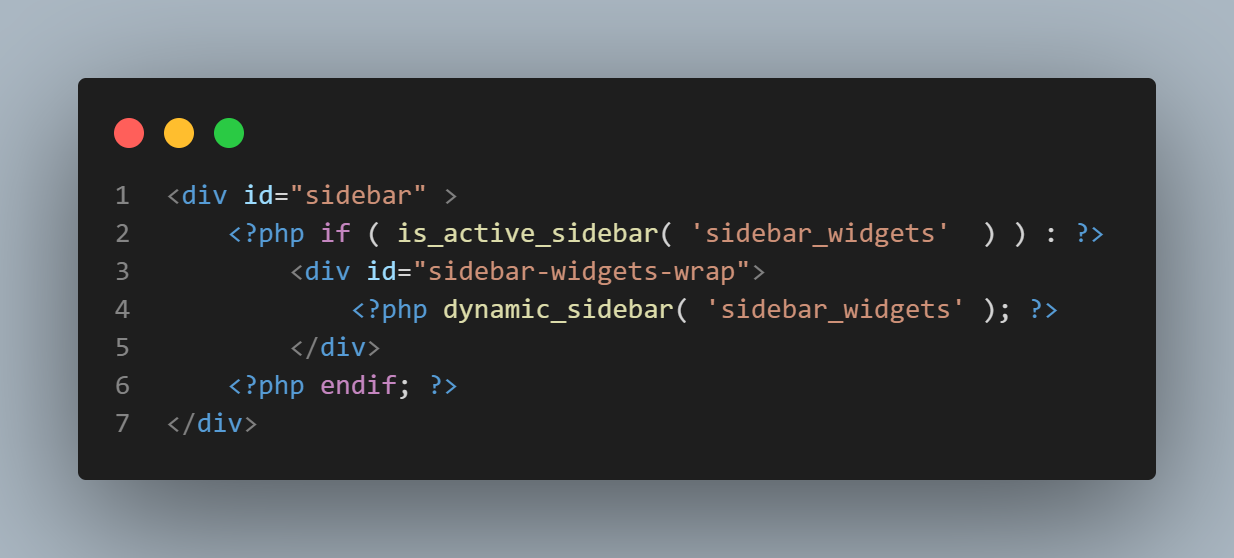 1 <div id="sidebar" >
2     <?php if ( is_active_sidebar( 'sidebar_widgets'  ) ) : ?>
3         <div id="sidebar-widgets-wrap">
4             <?php dynamic_sidebar( 'sidebar_widgets' ); ?>
5         </div>
6     <?php endif; ?>
7 </div>